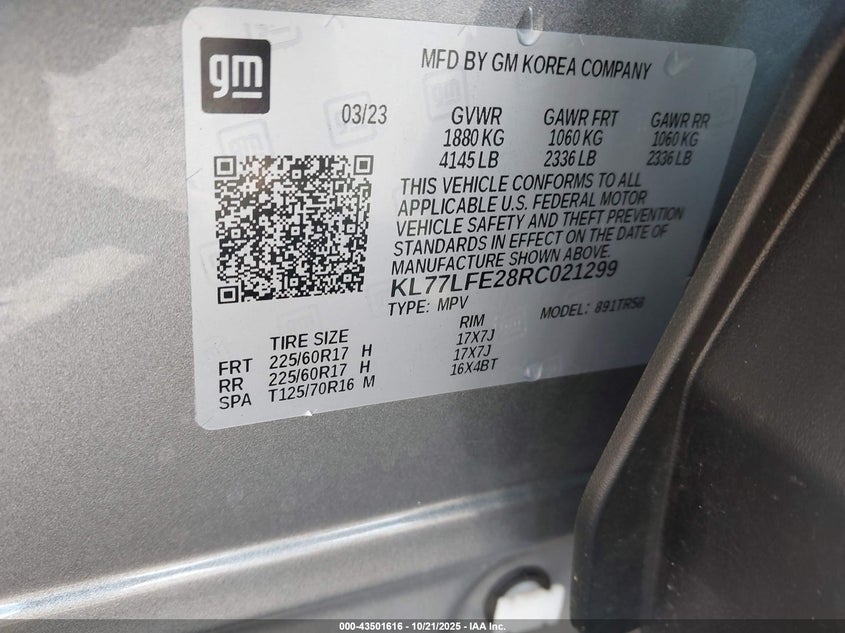 gm
MFD BY GM KOREA COMPANY
03/23 GVWR GAWR FRT GAWR RR
1880 KG 1060 KG 1060 KG
4145 LB 2336 LB 2336 LB
THIS VEHICLE CONFORMS TO ALL
APPLICABLE U.S. FEDERAL MOTOR
VEHICLE SAFETY AND THEFT PREVENTION
STANDARDS IN EFFECT ON THE DATE OF
MANUFACTURE SHOWN ABOVE.
KL77LFE28RC021299
TYPE: MPV MODEL: 891TR58
TIRE SIZE RIM
FRT 225/60R17 H 17X7J
RR 225/60R17 H 17X7J
SPA T125/70R16 M 16X4BT
000-43501616 - 10/21/2025 - IAA Inc.